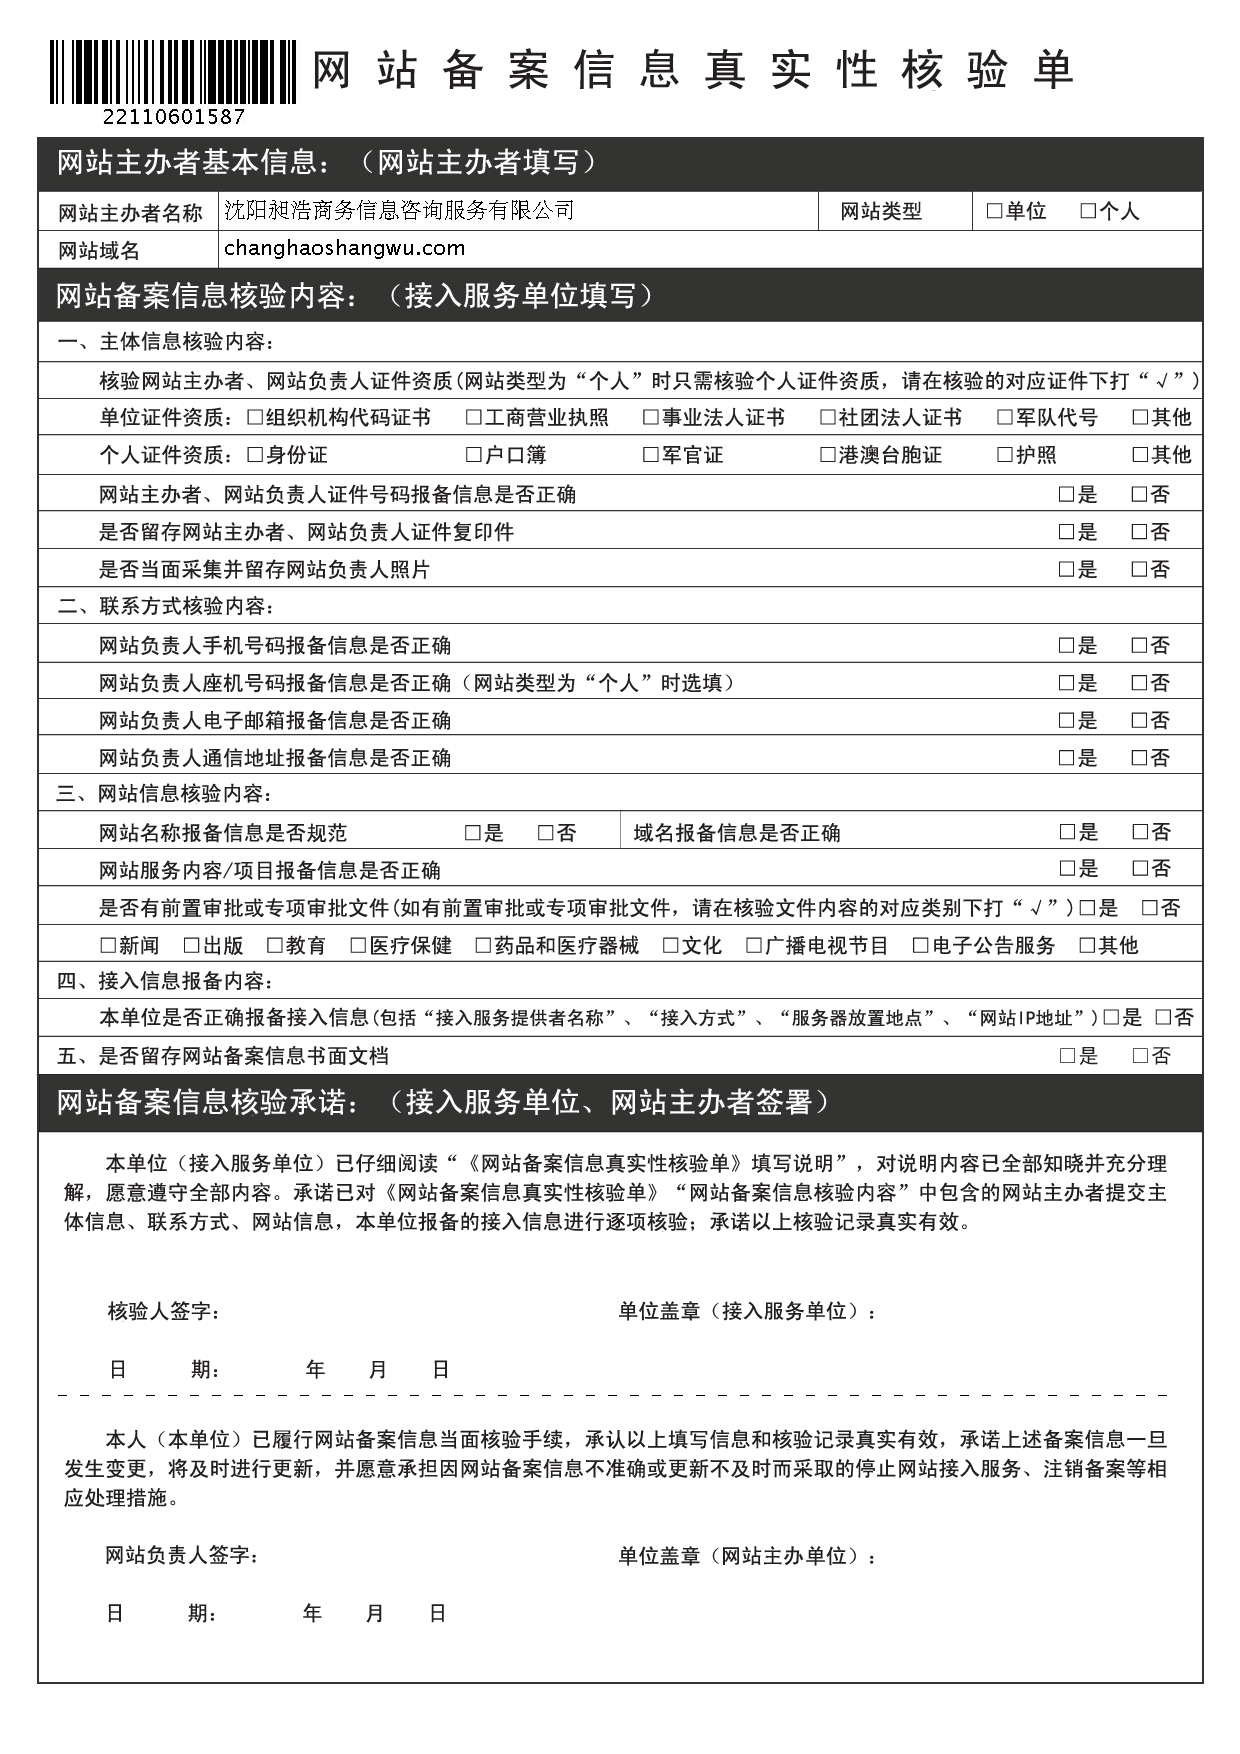 网站备案信息真实性核验单
22110601587
网站主办者基本信息：（网站主办者填写）
网站主办者名称 沈阳昶浩商务信息咨询服务有限公司 网站类型 □单位 □个人
网站域名 changhaoshangwu.com
网站备案信息核验内容：（接入服务单位填写）
一、主体信息核验内容：
核验网站主办者、网站负责人证件资质(网站类型为“个人”时只需核验个人证件资质，请在核验的对应证件下打“√”)
单位证件资质：□组织机构代码证书 □工商营业执照 □事业法人证书 □社团法人证书 □军队代号 □其他
个人证件资质：□身份证 □户口簿 □军官证 □港澳台胞证 □护照 □其他
网站主办者、网站负责人证件号码报备信息是否正确 □是 □否
是否留存网站主办者、网站负责人证件复印件 □是 □否
是否当面采集并留存网站负责人照片 □是 □否
二、联系方式核验内容：
网站负责人手机号码报备信息是否正确 □是 □否
网站负责人座机号码报备信息是否正确（网站类型为“个人”时选填） □是 □否
网站负责人电子邮箱报备信息是否正确 □是 □否
网站负责人通信地址报备信息是否正确 □是 □否
三、网站信息核验内容：
网站名称报备信息是否规范 □是 □否 域名报备信息是否正确 □是 □否
网站服务内容/项目报备信息是否正确 □是 □否
是否有前置审批或专项审批文件(如有前置审批或专项审批文件，请在核验文件内容的对应类别下打“√”)□是 □否
□新闻 □出版 □教育 □医疗保健 □药品和医疗器械 □文化 □广播电视节目 □电子公告服务 □其他
四、接入信息报备内容：
本单位是否正确报备接入信息(包括“接入服务提供者名称”、“接入方式”、“服务器放置地点”、“网站IP地址”)□是 □否
五、是否留存网站备案信息书面文档 □是 □否
网站备案信息核验承诺：（接入服务单位、网站主办者签署）
本单位（接入服务单位）已仔细阅读“《网站备案信息真实性核验单》填写说明”，对说明内容已全部知晓并充分理
解，愿意遵守全部内容。承诺已对《网站备案信息真实性核验单》“网站备案信息核验内容”中包含的网站主办者提交主
体信息、联系方式、网站信息，本单位报备的接入信息进行逐项核验；承诺以上核验记录真实有效。
核验人签字： 单位盖章（接入服务单位）：
日 期： 年 月 日
本人（本单位）已履行网站备案信息当面核验手续，承认以上填写信息和核验记录真实有效，承诺上述备案信息一旦
发生变更，将及时进行更新，并愿意承担因网站备案信息不准确或更新不及时而采取的停止网站接入服务、注销备案等相
应处理措施。
网站负责人签字： 单位盖章（网站主办单位）：
日 期： 年 月 日